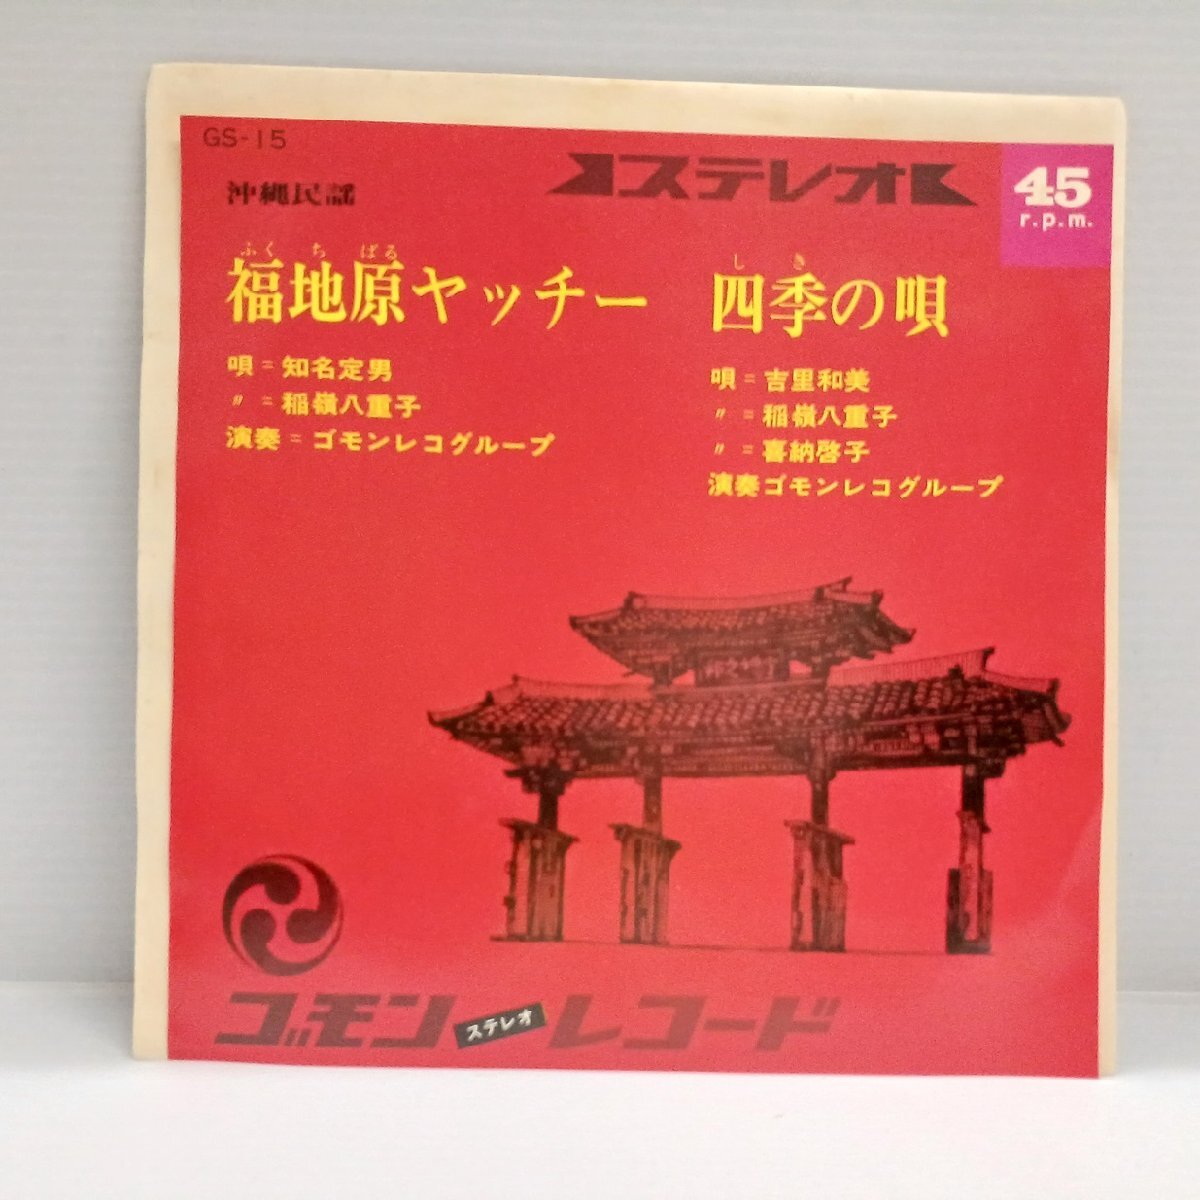 GS-15
ステレオ
45
r.p.m.
沖縄民謡
ふくちばる
福地原ヤッチー
唄=知名定男
〃=稲嶺八重子
演奏=ゴモンレコグループ
しき
四季の唄
唄=吉里和美
〃=稲嶺八重子
〃=喜納啓子
演奏ゴモンレコグループ
ゴモン ステレオ レコード